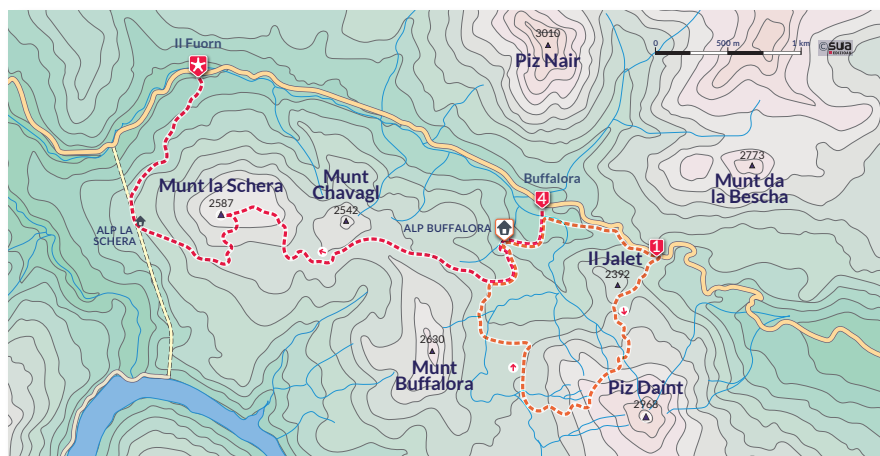 Il Fuorn
3010
Piz Nair
0
500 m
1 km
©sua
2773
Munt da
la Bescha
Munt la Schera
2587
Munt
Chavagl
2542
Buffalora
4
ALP BUFFALORA
ALP LA
SCHERA
1
Il Jalet
2392
2630
Munt
Buffalora
Piz Daint
2968